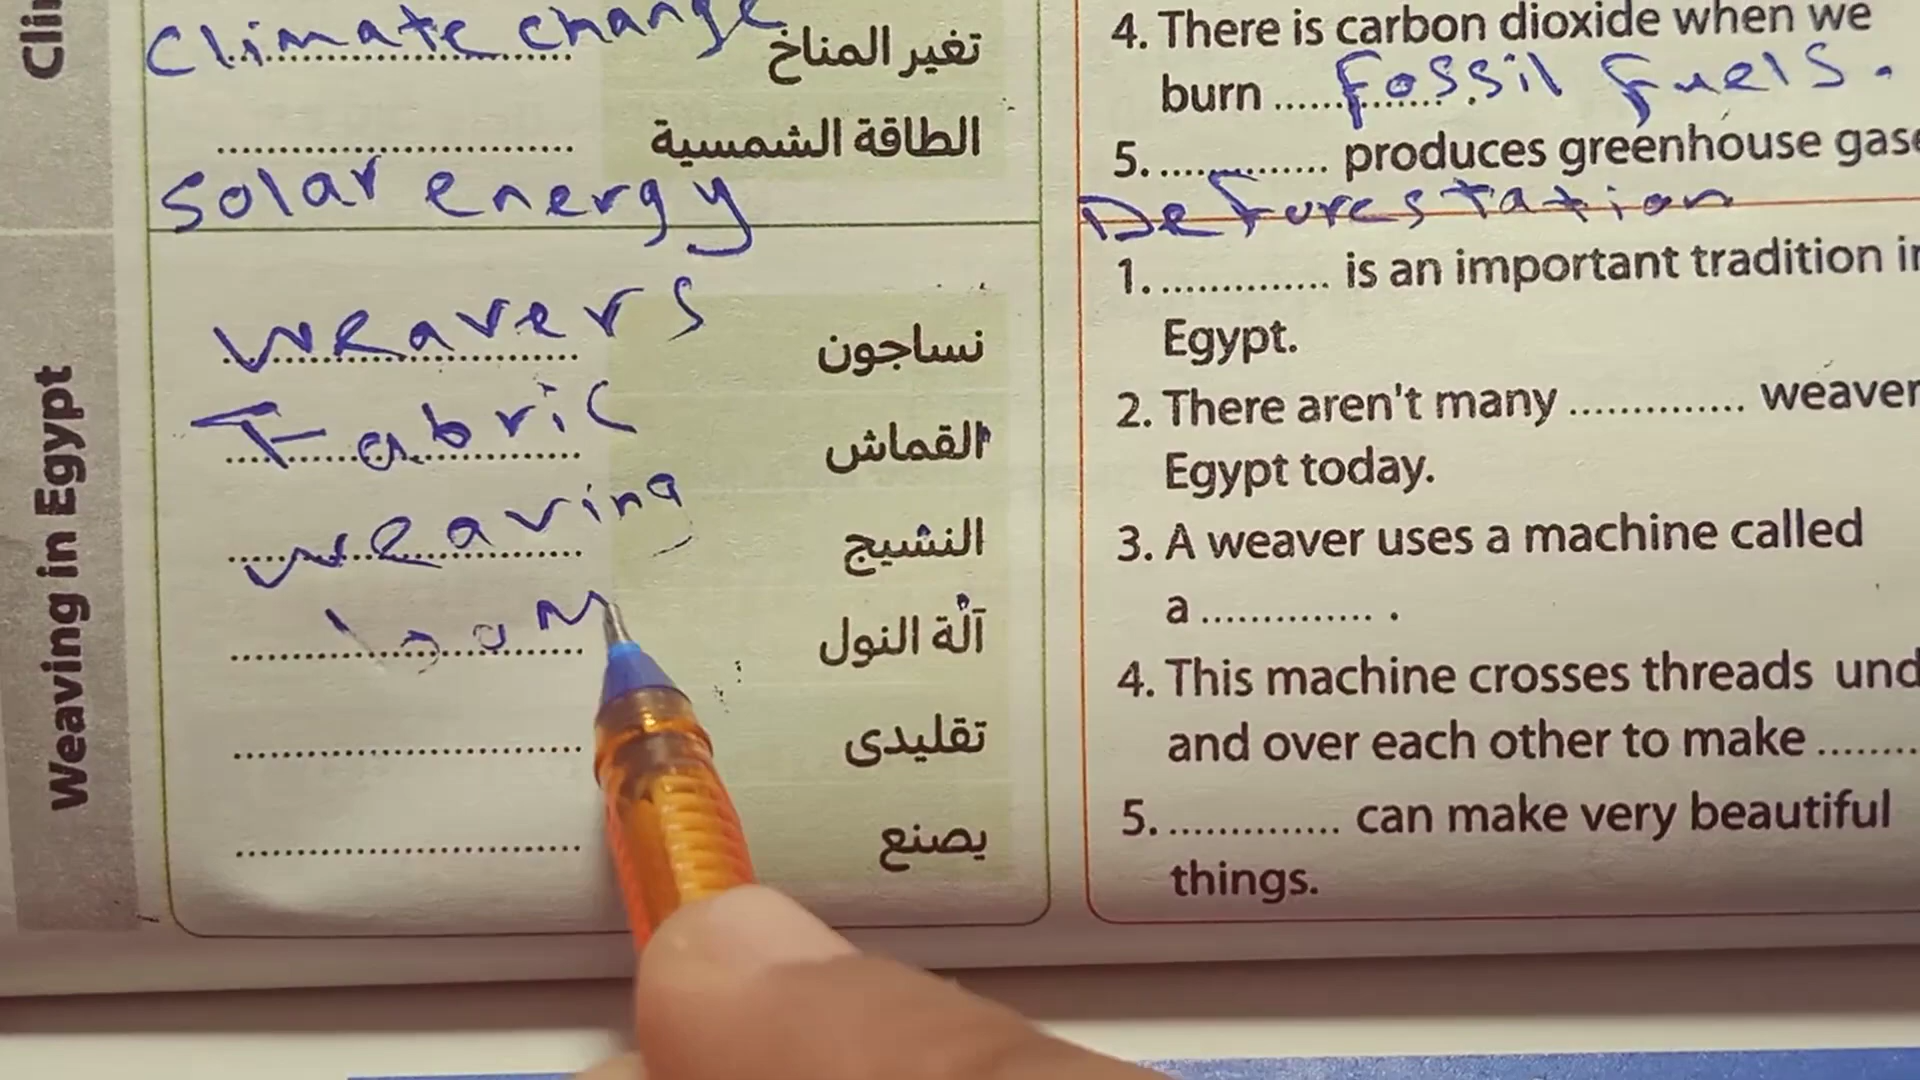 Cli
climate change تغير المناخ
.............................. الطاقة الشمسية
solar energy
Weaving in Egypt
weavers نساجون
Fabric القماش
weaving النشيج
loom آلة النول
.............................. تقليدى
.............................. يصنع
4. There is carbon dioxide when we
burn ...... fossil fuels.
5. .............. produces greenhouse gase
Deforestation
1. .............. is an important tradition in
Egypt.
2. There aren't many .............. weaver
Egypt today.
3. A weaver uses a machine called
a .............. .
4. This machine crosses threads und
and over each other to make ........
5. .............. can make very beautiful
things.